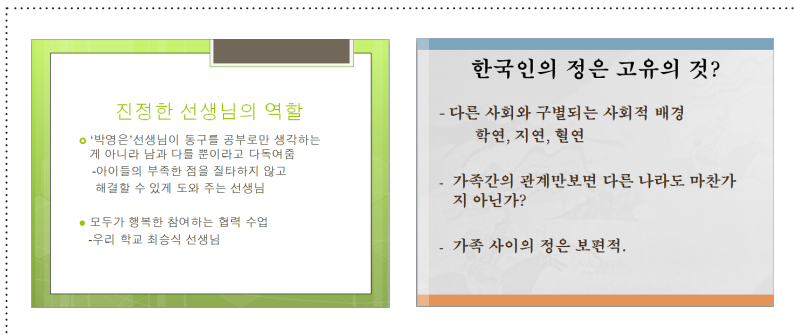 진정한 선생님의 역할
‘박영은’선생님이 동구를 공부로만 생각하는
게 아니라 남과 다를 뿐이라고 다독여줌
-아이들의 부족한 점을 질타하지 않고
해결할 수 있게 도와 주는 선생님
모두가 행복한 참여하는 협력 수업
-우리 학교 최승식 선생님
한국인의 정은 고유의 것?
- 다른 사회와 구별되는 사회적 배경
학연, 지연, 혈연
- 가족간의 관계만보면 다른 나라도 마찬가
지 아닌가?
- 가족 사이의 정은 보편적.